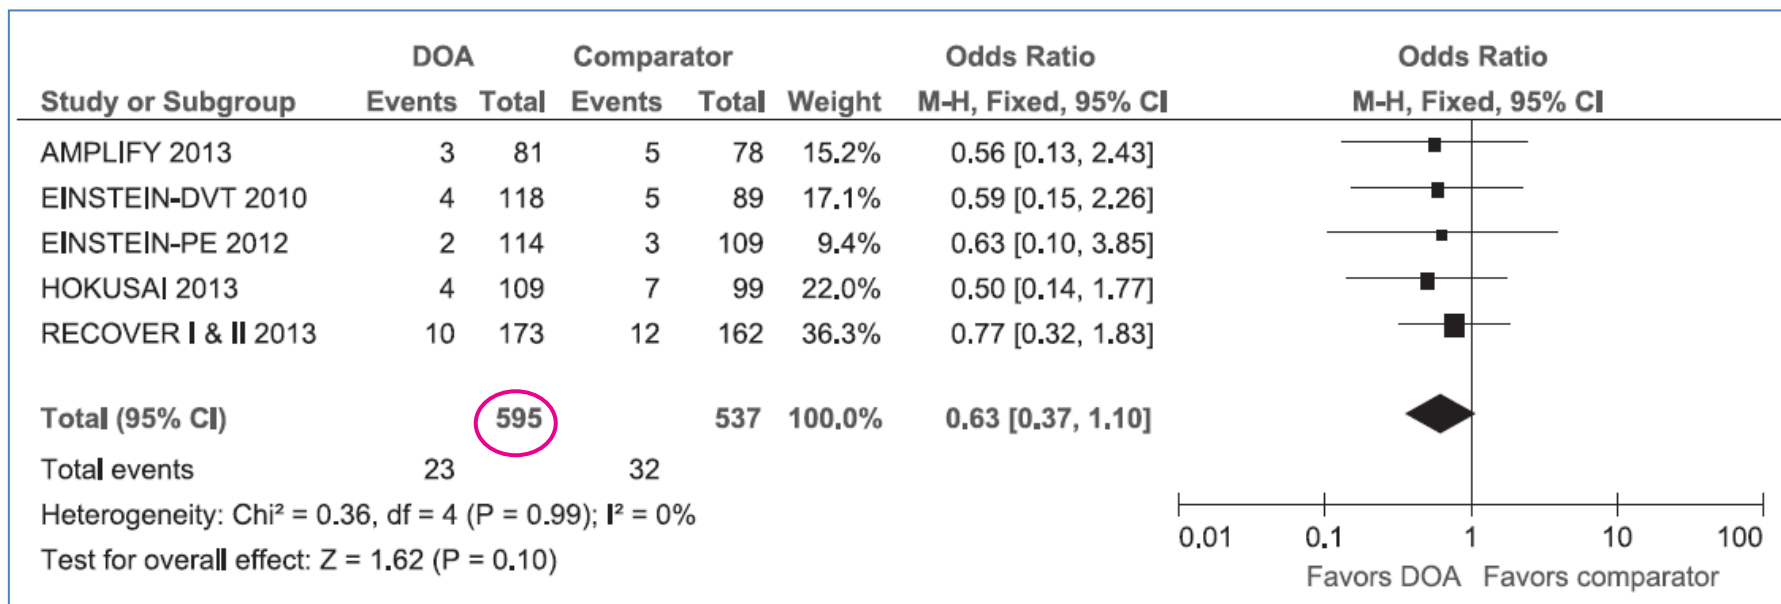 DOA Comparator Odds Ratio Odds Ratio
Study or Subgroup Events Total Events Total Weight M-H, Fixed, 95% CI M-H, Fixed, 95% CI
AMPLIFY 2013 3 81 5 78 15.2% 0.56 [0.13, 2.43]
EINSTEIN-DVT 2010 4 118 5 89 17.1% 0.59 [0.15, 2.26]
EINSTEIN-PE 2012 2 114 3 109 9.4% 0.63 [0.10, 3.85]
HOKUSAI 2013 4 109 7 99 22.0% 0.50 [0.14, 1.77]
RECOVER I & II 2013 10 173 12 162 36.3% 0.77 [0.32, 1.83]
Total (95% CI) 595 537 100.0% 0.63 [0.37, 1.10]
Total events 23 32
Heterogeneity: Chi² = 0.36, df = 4 (P = 0.99); I² = 0%
Test for overall effect: Z = 1.62 (P = 0.10)
0.01 0.1 1 10 100
Favors DOA Favors comparator